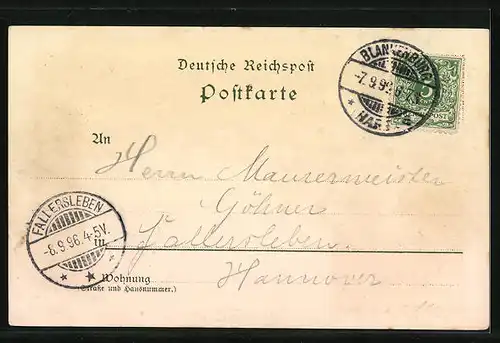 Deutsche Reichspost
Postkarte
BLANKENBURG
-7.9.96.
* HARZ *
5
An
Herrn Maurermeister
Göhner
FALLERSLEBEN
-8.9.96.4-5V.
in Fallersleben.
Wohnung
Hannover
(Straße und Hausnummer.)